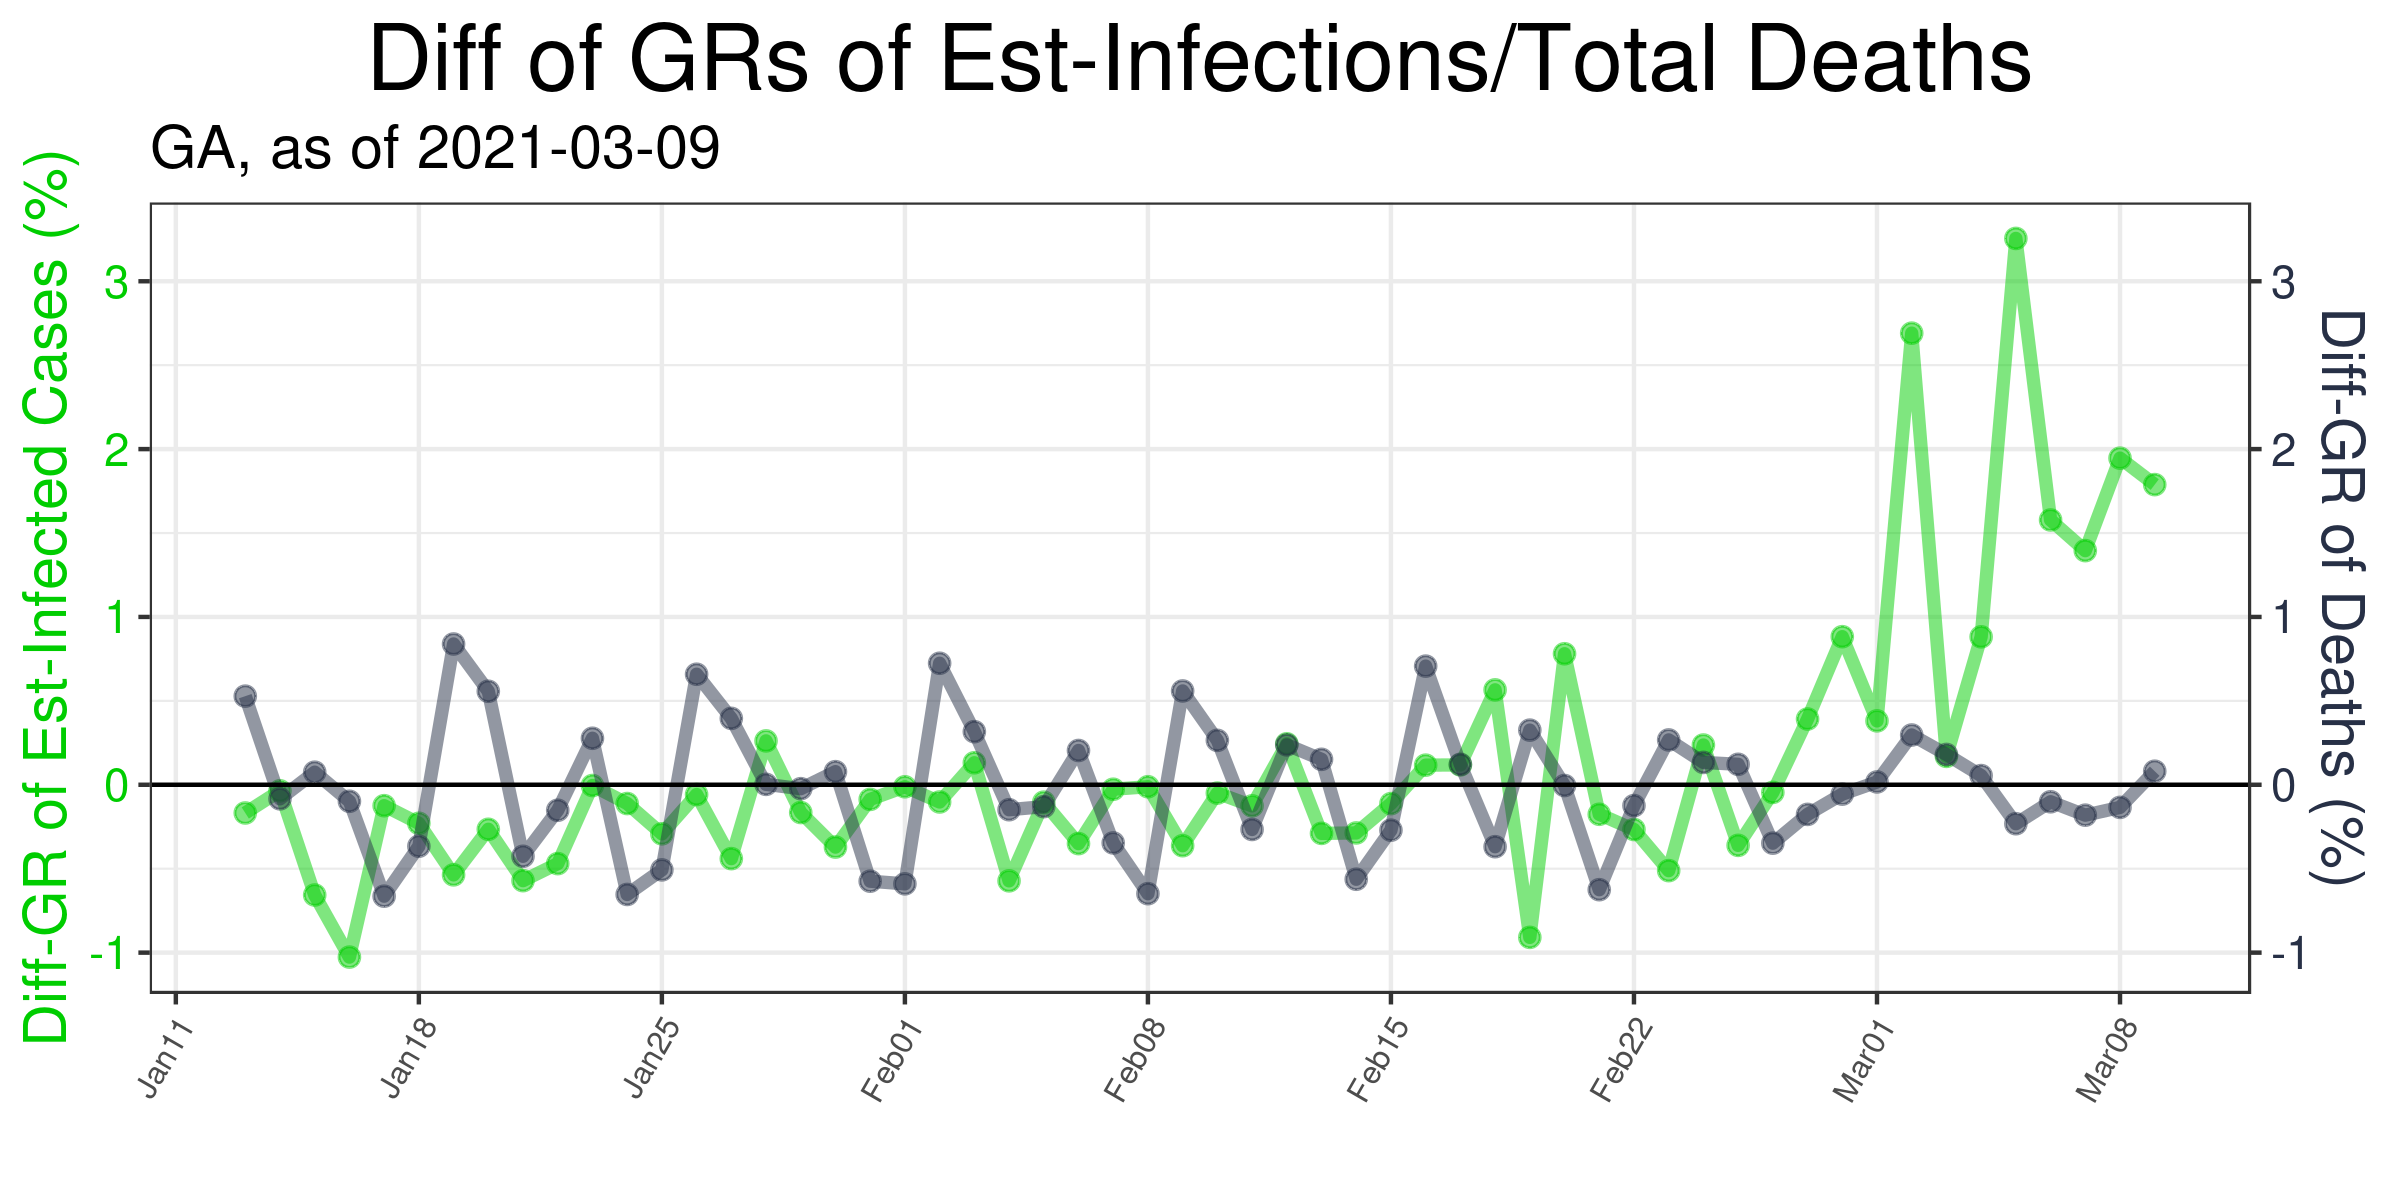 Diff of GRs of Est-Infections/Total Deaths
GA, as of 2021-03-09
Diff-GR of Est-Infected Cases (%)
3
2
1
0
-1
3
2
1
0
-1
Diff-GR of Deaths (%)
Jan11
Jan18
Jan25
Feb01
Feb08
Feb15
Feb22
Mar01
Mar08